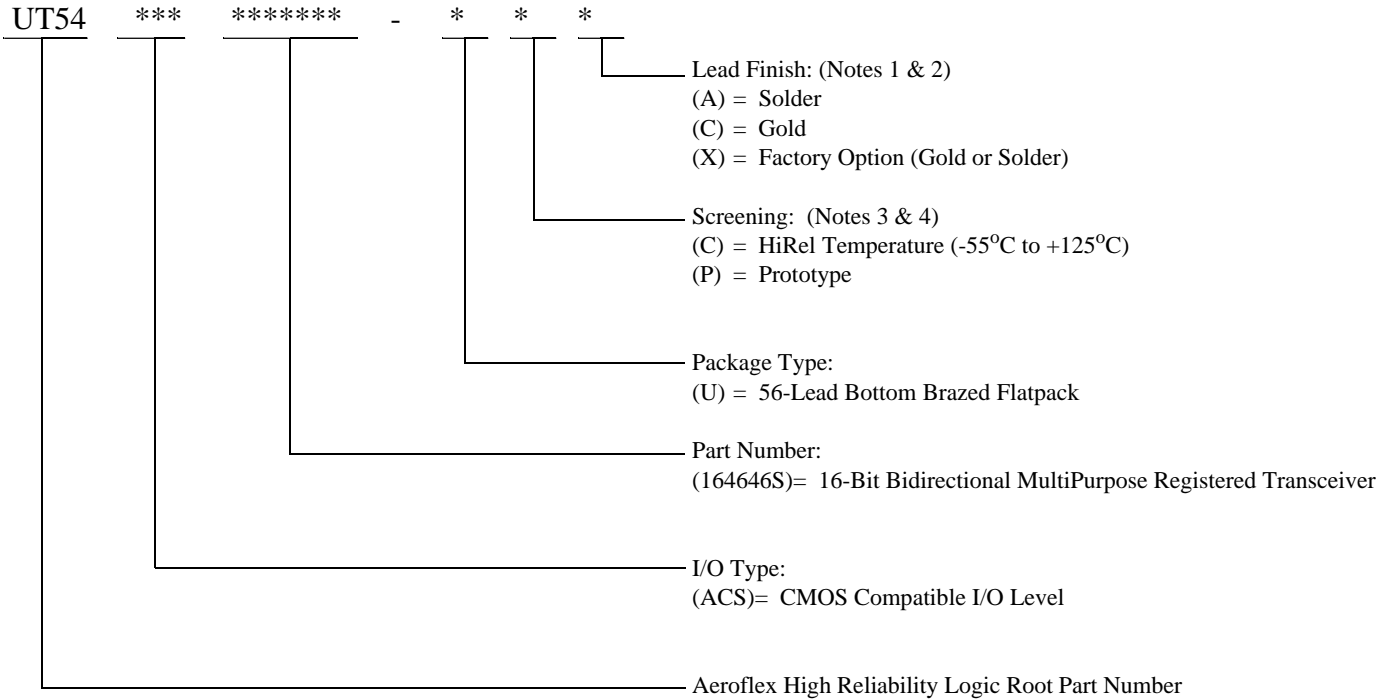 UT54 *** ******* - * * *
Lead Finish: (Notes 1 & 2)
(A) = Solder
(C) = Gold
(X) = Factory Option (Gold or Solder)
Screening: (Notes 3 & 4)
(C) = HiRel Temperature (-55°C to +125°C)
(P) = Prototype
Package Type:
(U) = 56-Lead Bottom Brazed Flatpack
Part Number:
(164646S)= 16-Bit Bidirectional MultiPurpose Registered Transceiver
I/O Type:
(ACS)= CMOS Compatible I/O Level
Aeroflex High Reliability Logic Root Part Number